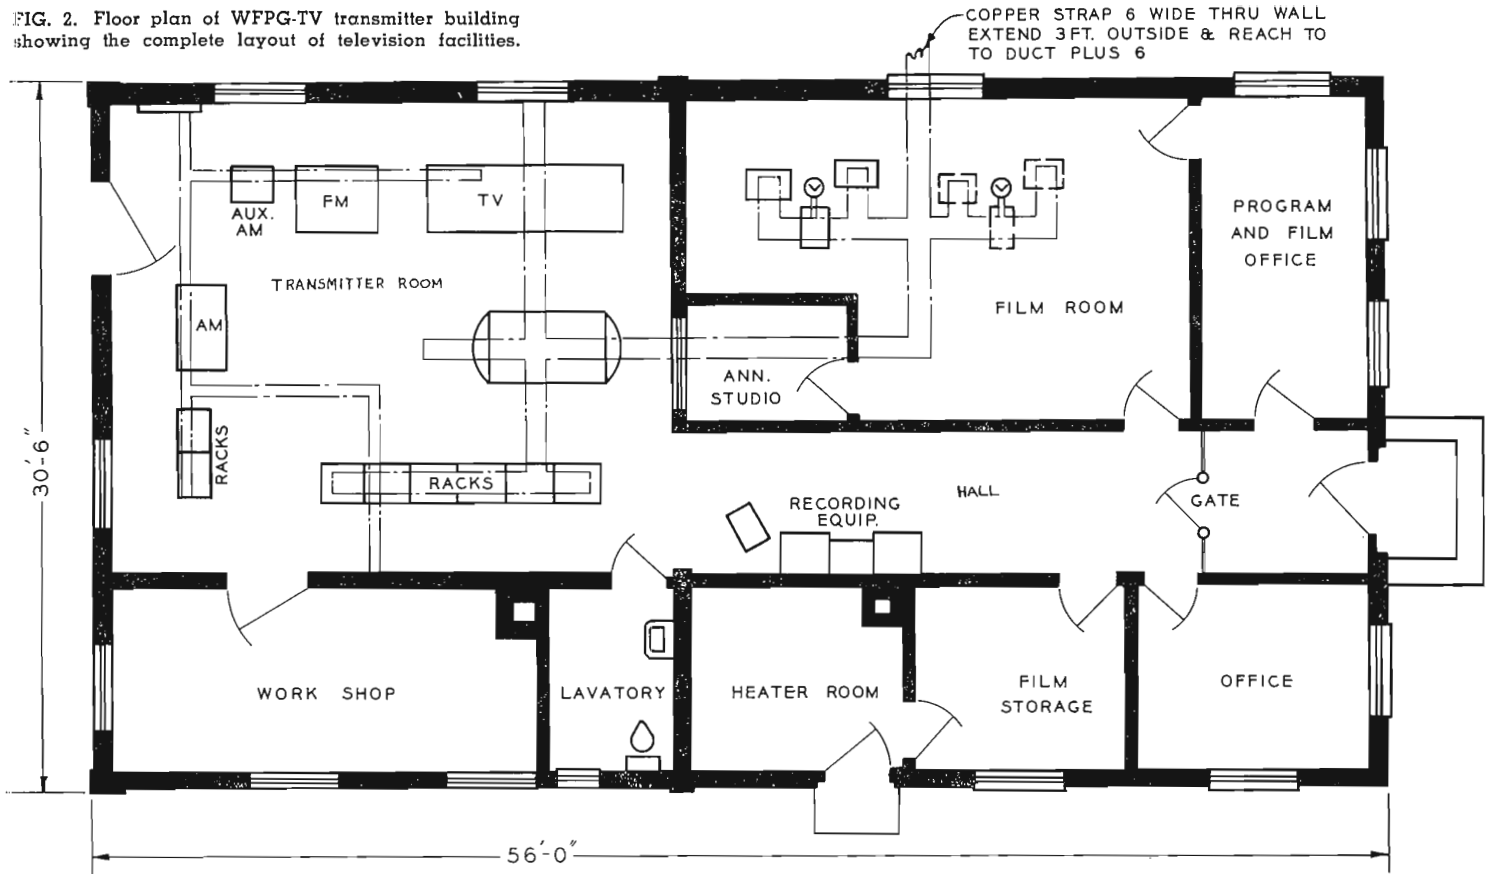 FIG. 2. Floor plan of WFPG-TV transmitter building
showing the complete layout of television facilities.
COPPER STRAP 6 WIDE THRU WALL
EXTEND 3FT. OUTSIDE & REACH TO
TO DUCT PLUS 6
AUX.
AM
FM
TV
TRANSMITTER ROOM
AM
RACKS
RACKS
FILM ROOM
PROGRAM
AND FILM
OFFICE
ANN.
STUDIO
HALL
RECORDING
EQUIP.
GATE
WORK SHOP
LAVATORY
HEATER ROOM
FILM
STORAGE
OFFICE
30'-6"
56'-0"